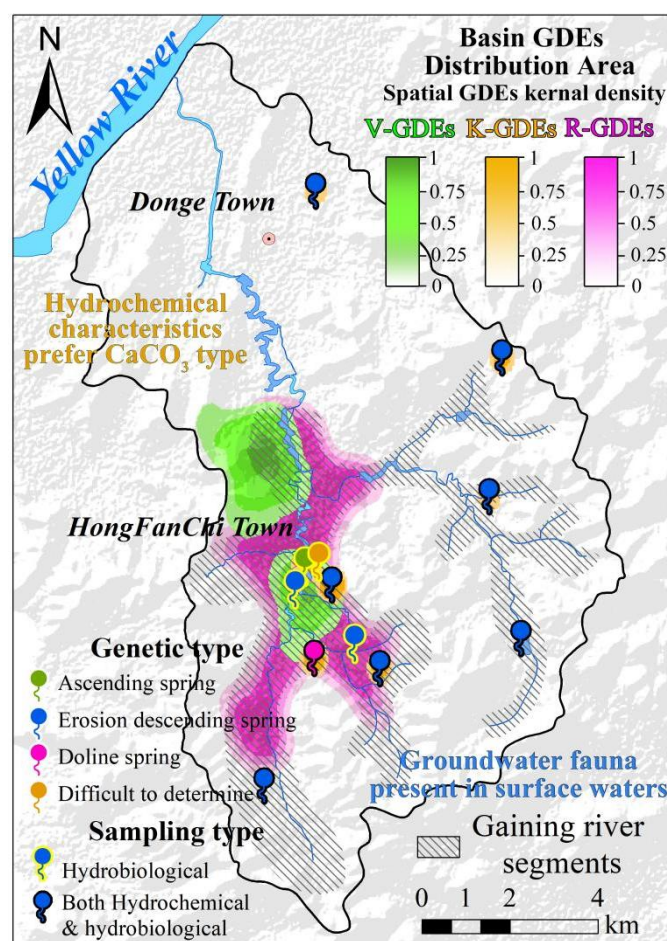 N
Yellow River
Basin GDEs
Distribution Area
Spatial GDEs kernal density
V-GDEs K-GDEs R-GDEs
1 1 1
0.75 0.75 0.75
0.5 0.5 0.5
0.25 0.25 0.25
0 0 0
Donge Town
Hydrochemical
characteristics
prefer CaCO₃ type
HongFanChi Town
Genetic type
Ascending spring
Erosion descending spring
Doline spring
Difficult to determine
Sampling type
Hydrobiological
Both Hydrochemical
& hydrobiological
Groundwater fauna
present in surface waters
Gaining river
segments
0 1 2 4
km